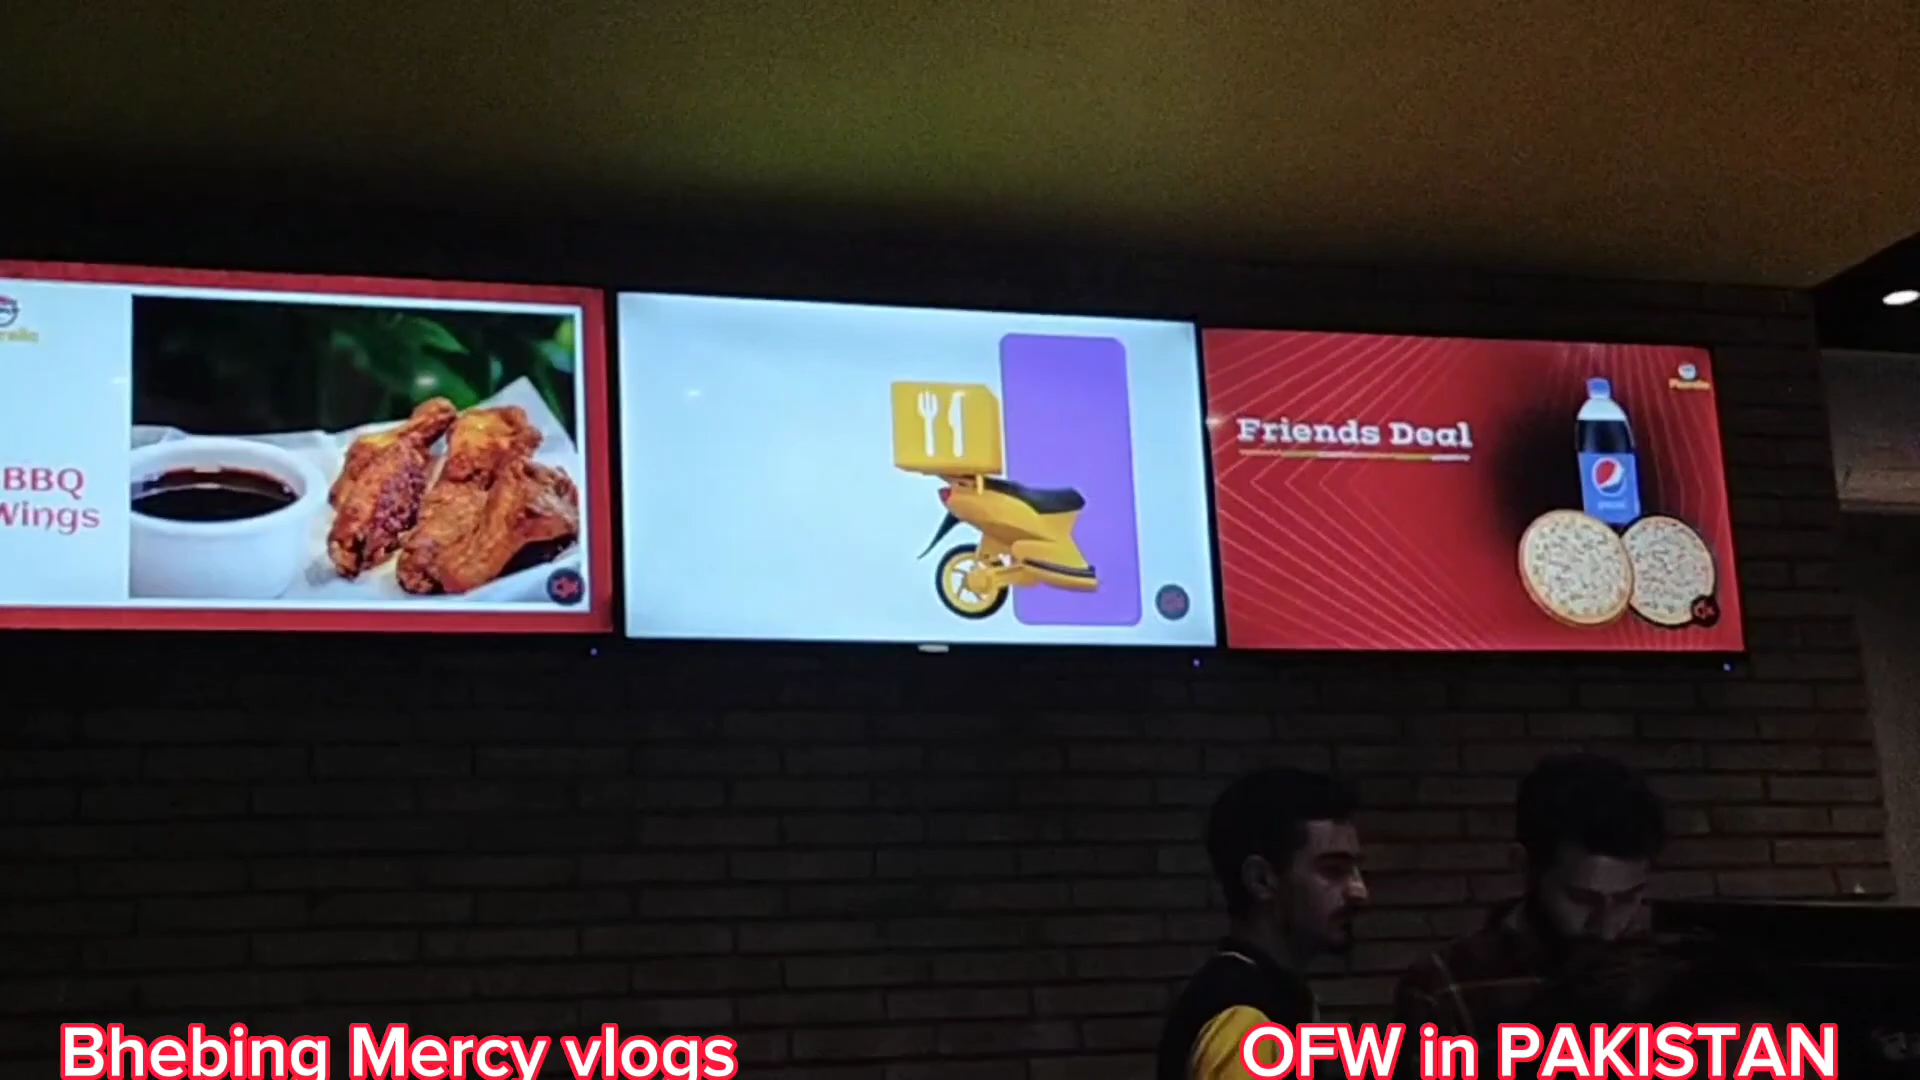 BBQ
Wings
Friends Deal
Bhebing Mercy vlogs
OFW in PAKISTAN